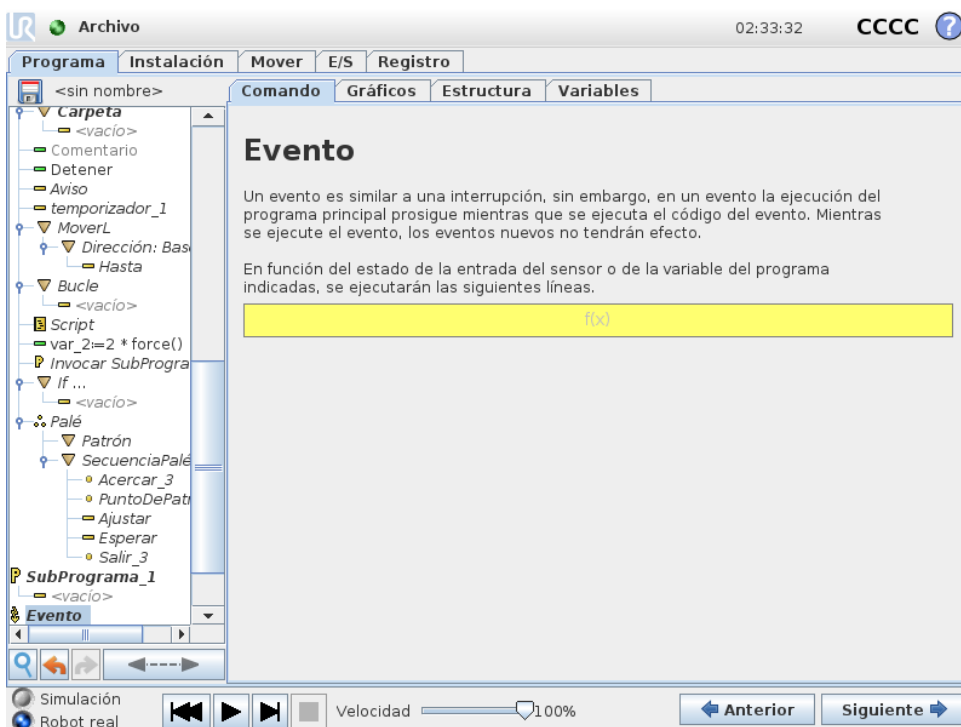 UR Archivo 02:33:32 CCCC ?
Programa Instalación Mover E/S Registro
<sin nombre> Comando Gráficos Estructura Variables
Carpeta
<vacío>
Comentario
Detener
Aviso
temporizador_1
MoverL
Dirección: Bas
Hasta
Bucle
<vacío>
Script
var_2:=2 * force()
Invocar SubProgra
If ...
<vacío>
Palé
Patrón
SecuenciaPalé
Acercar_3
PuntoDePatr
Ajustar
Esperar
Salir_3
SubPrograma_1
<vacío>
Evento
Evento
Un evento es similar a una interrupción, sin embargo, en un evento la ejecución del
programa principal prosigue mientras que se ejecuta el código del evento. Mientras
se ejecute el evento, los eventos nuevos no tendrán efecto.
En función del estado de la entrada del sensor o de la variable del programa
indicadas, se ejecutarán las siguientes líneas.
f(x)
Simulación
Robot real
Velocidad 100% Anterior Siguiente